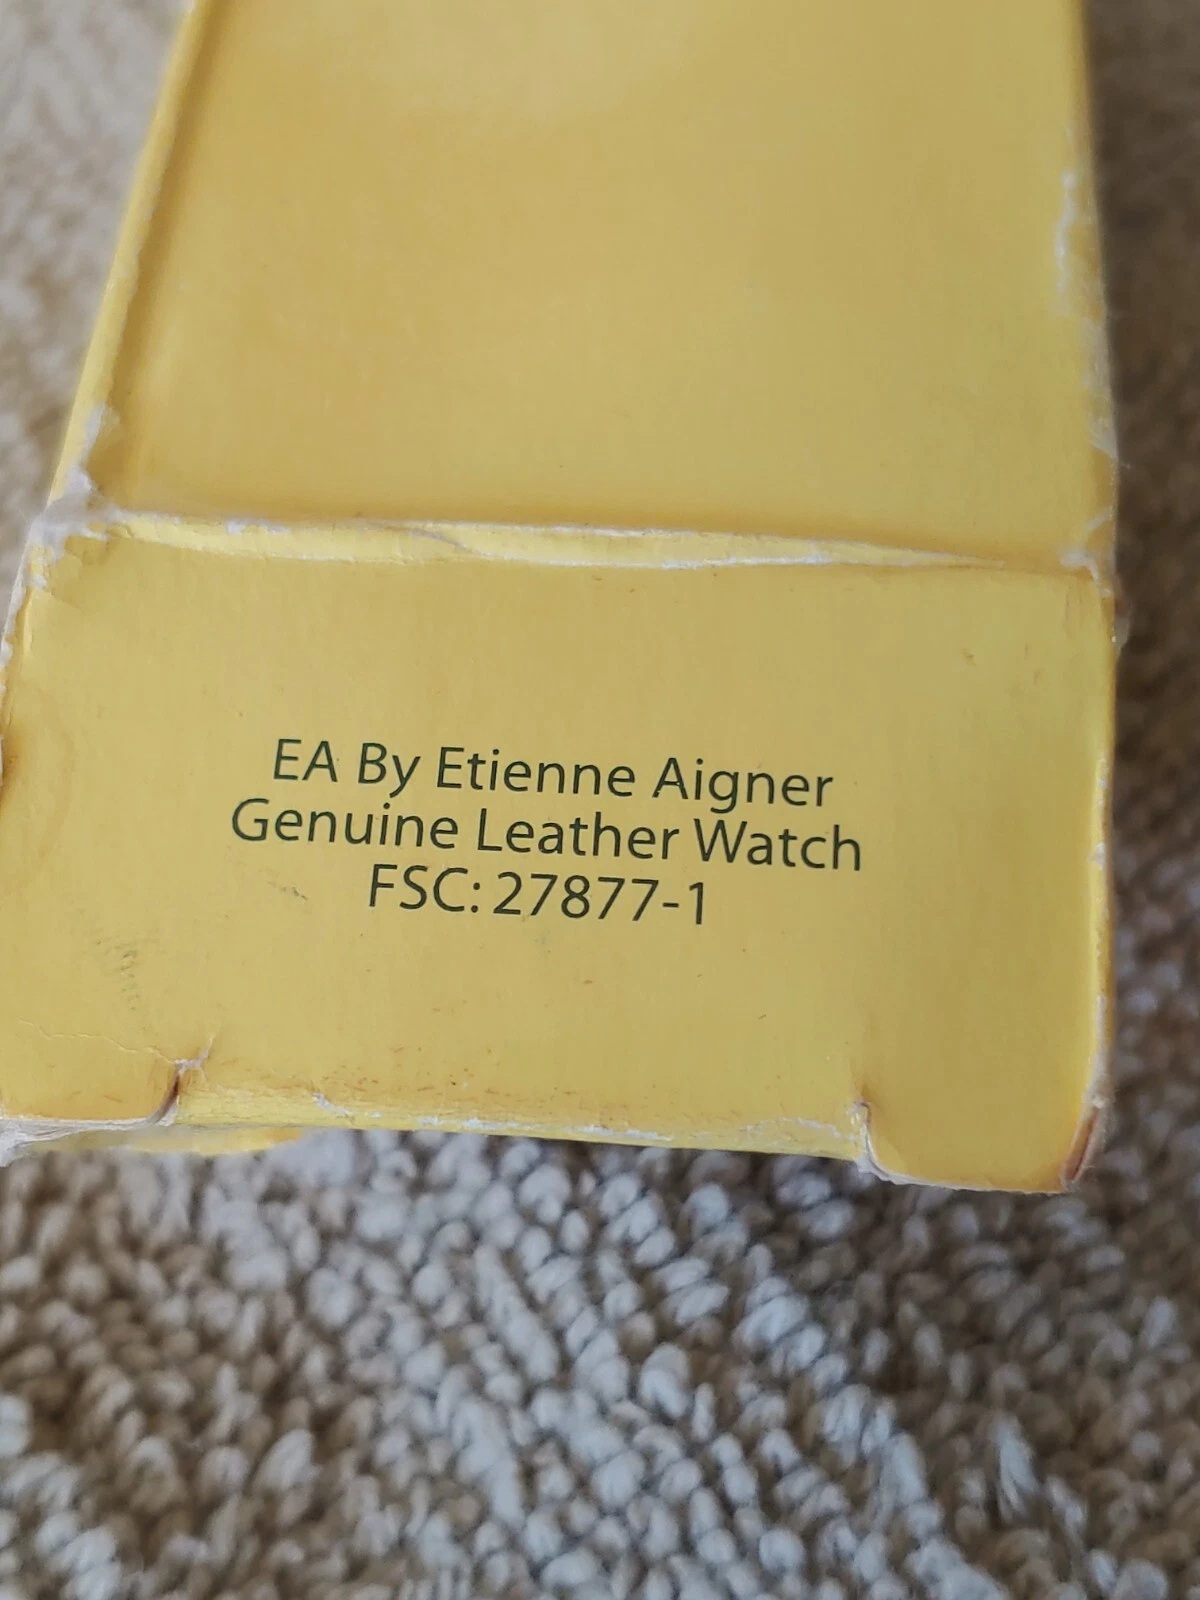 EA By Etienne Aigner
Genuine Leather Watch
FSC: 27877-1